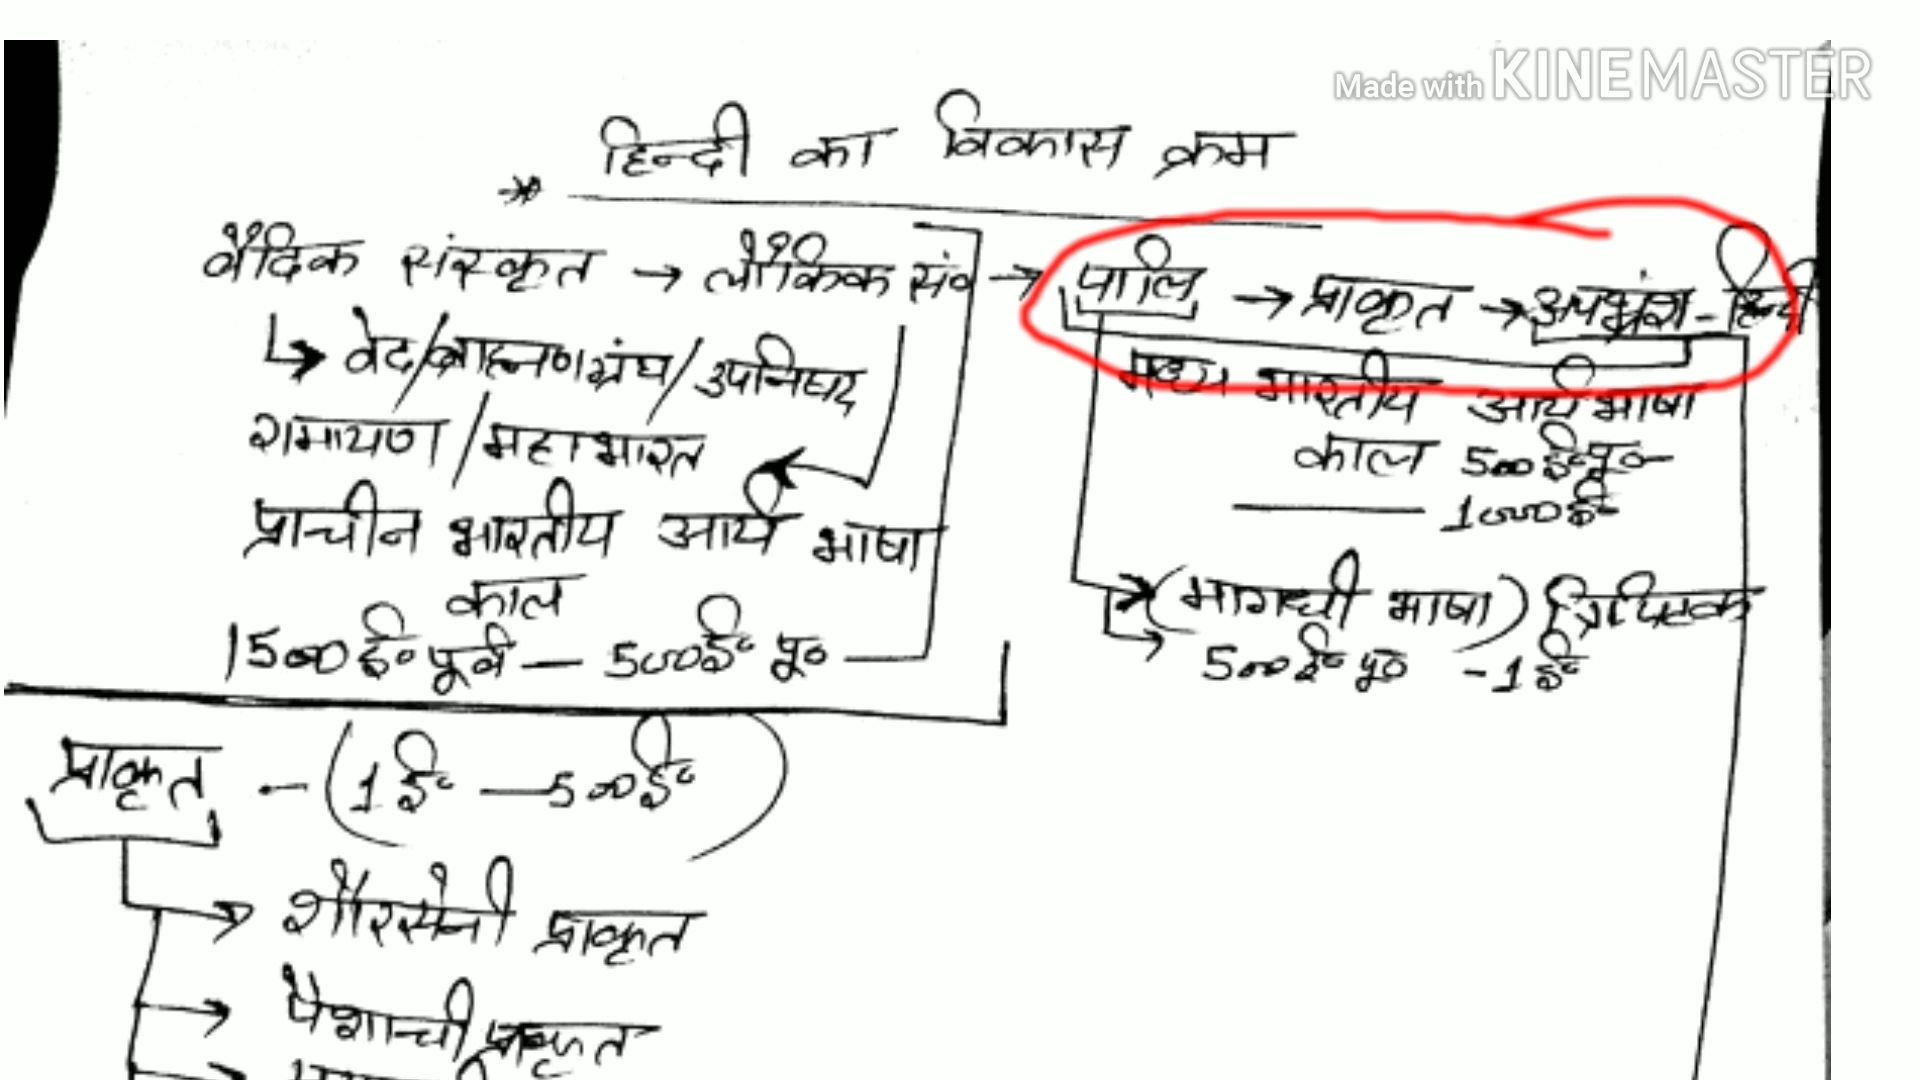 Made with KINEMASTER
हिन्दी का विकास क्रम
वैदिक संस्कृत → लौकिक सं० → पालि → प्राकृत → अपभ्रंश - हिन्दी
वेद/ब्राह्मण ग्रंथ/उपनिषद
रामायण/महाभारत
प्राचीन भारतीय आर्य भाषा
काल
1500 ई० पूर्व — 500 ई० पू०
मध्य भारतीय आर्य भाषा
काल 500 ई० पू०
— 1000 ई०
(मागधी भाषा) त्रिपिटक
500 ई० पू० - 1 ई०
प्राकृत - (1 ई० — 500 ई०)
→ शौरसेनी प्राकृत
→ पैशाची प्राकृत